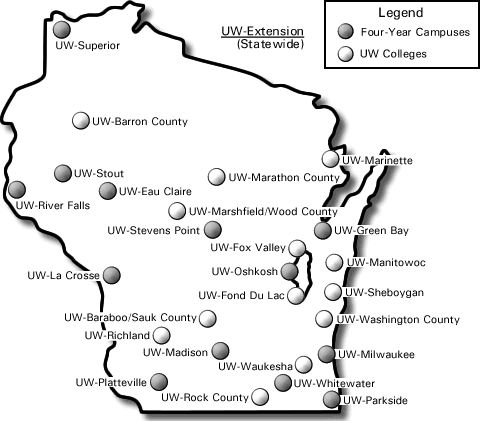 UW-Extension
(Statewide)
Legend
Four-Year Campuses
UW Colleges
UW-Superior
UW-Barron County
UW-Marinette
UW-Stout
UW-Marathon County
UW-Eau Claire
UW-River Falls
UW-Marshfield/Wood County
UW-Stevens Point
UW-Green Bay
UW-Fox Valley
UW-Manitowoc
UW-Oshkosh
UW-La Crosse
UW-Sheboygan
UW-Fond Du Lac
UW-Baraboo/Sauk County
UW-Washington County
UW-Richland
UW-Madison
UW-Milwaukee
UW-Waukesha
UW-Platteville
UW-Whitewater
UW-Rock County
UW-Parkside